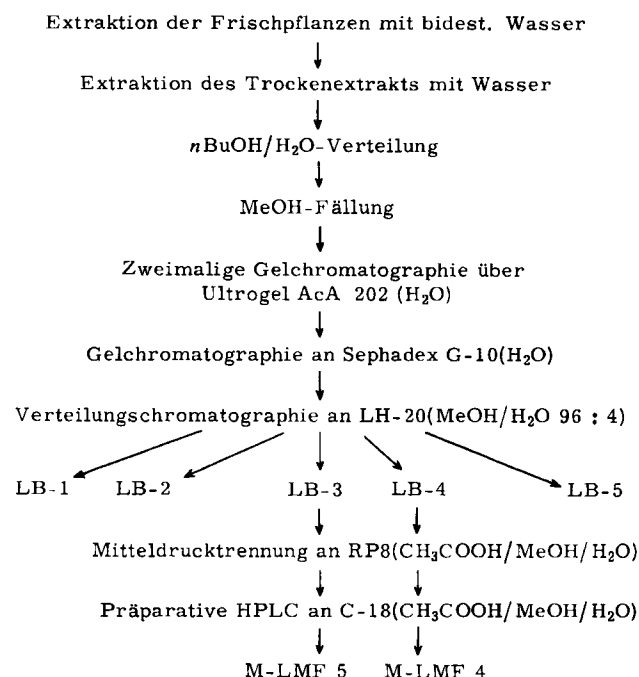 Extraktion der Frischpflanzen mit bidest. Wasser
Extraktion des Trockenextrakts mit Wasser
nBuOH/H₂O-Verteilung
MeOH-Fällung
Zweimalige Gelchromatographie über
Ultrogel AcA 202 (H₂O)
Gelchromatographie an Sephadex G-10(H₂O)
Verteilungschromatographie an LH-20(MeOH/H₂O 96 : 4)
LB-1 LB-2 LB-3 LB-4 LB-5
Mitteldrucktrennung an RP8(CH₃COOH/MeOH/H₂O)
Präparative HPLC an C-18(CH₃COOH/MeOH/H₂O)
M-LMF 5 M-LMF 4